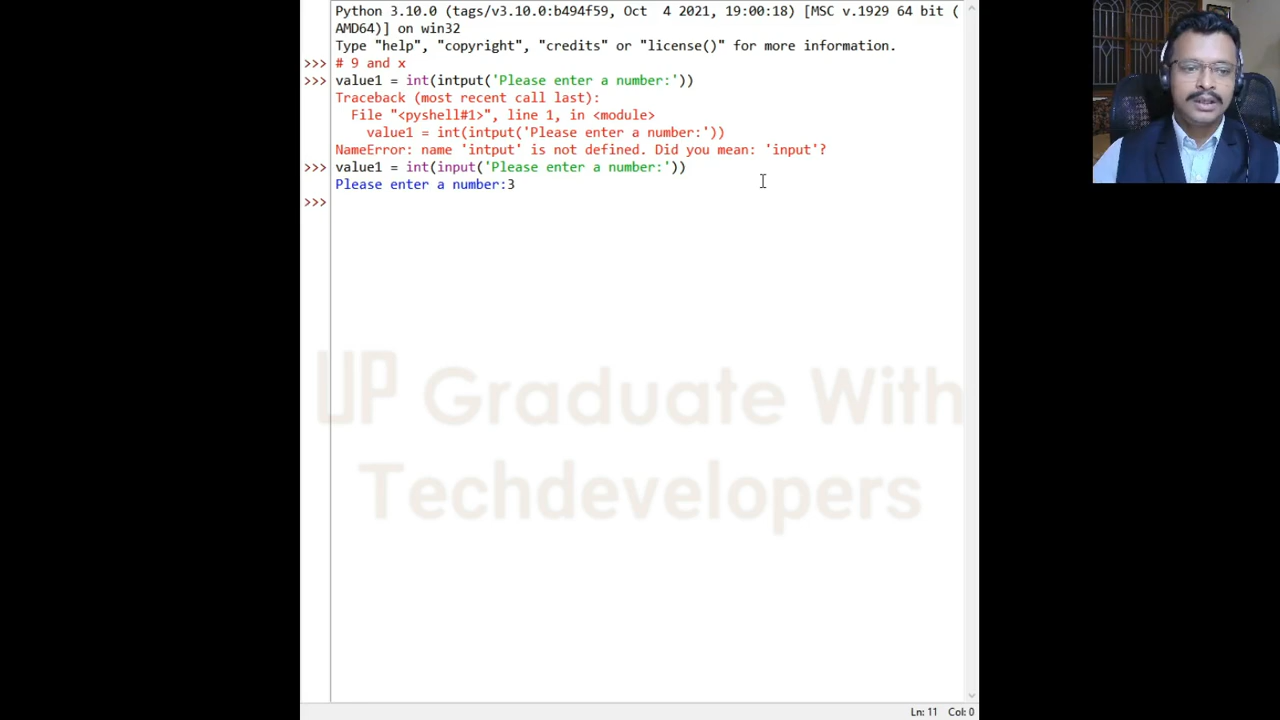 Python 3.10.0 (tags/v3.10.0:b494f59, Oct  4 2021, 19:00:18) [MSC v.1929 64 bit (
AMD64)] on win32
Type "help", "copyright", "credits" or "license()" for more information.
>>> # 9 and x
>>> value1 = int(intput('Please enter a number:'))
Traceback (most recent call last):
  File "<pyshell#1>", line 1, in <module>
    value1 = int(intput('Please enter a number:'))
NameError: name 'intput' is not defined. Did you mean: 'input'?
>>> value1 = int(input('Please enter a number:'))
Please enter a number:3
>>>
UP Graduate With
Techdevelopers
Ln: 11 Col: 0